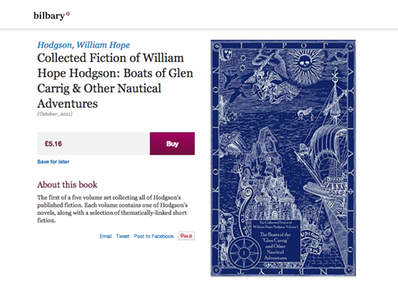 bilbary
Hodgson, William Hope
Collected Fiction of William
Hope Hodgson: Boats of Glen
Carrig & Other Nautical
Adventures
(October, 2011)
£5.16
Buy
Save for later
About this book
The first of a five volume set collecting all of Hodgson's
published fiction. Each volume contains one of Hodgson's
novels, along with a selection of thematically-linked short
fiction.
Email Tweet Post to Facebook Pin it
The Collected Fiction of
William Hope Hodgson: Volume I
The Boats of the
'Glen Carrig'
and Other
Nautical
Adventures